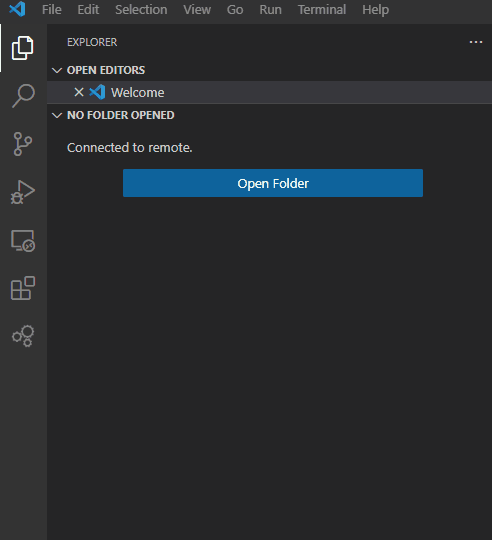 File Edit Selection View Go Run Terminal Help
EXPLORER
OPEN EDITORS
Welcome
NO FOLDER OPENED
Connected to remote.
Open Folder